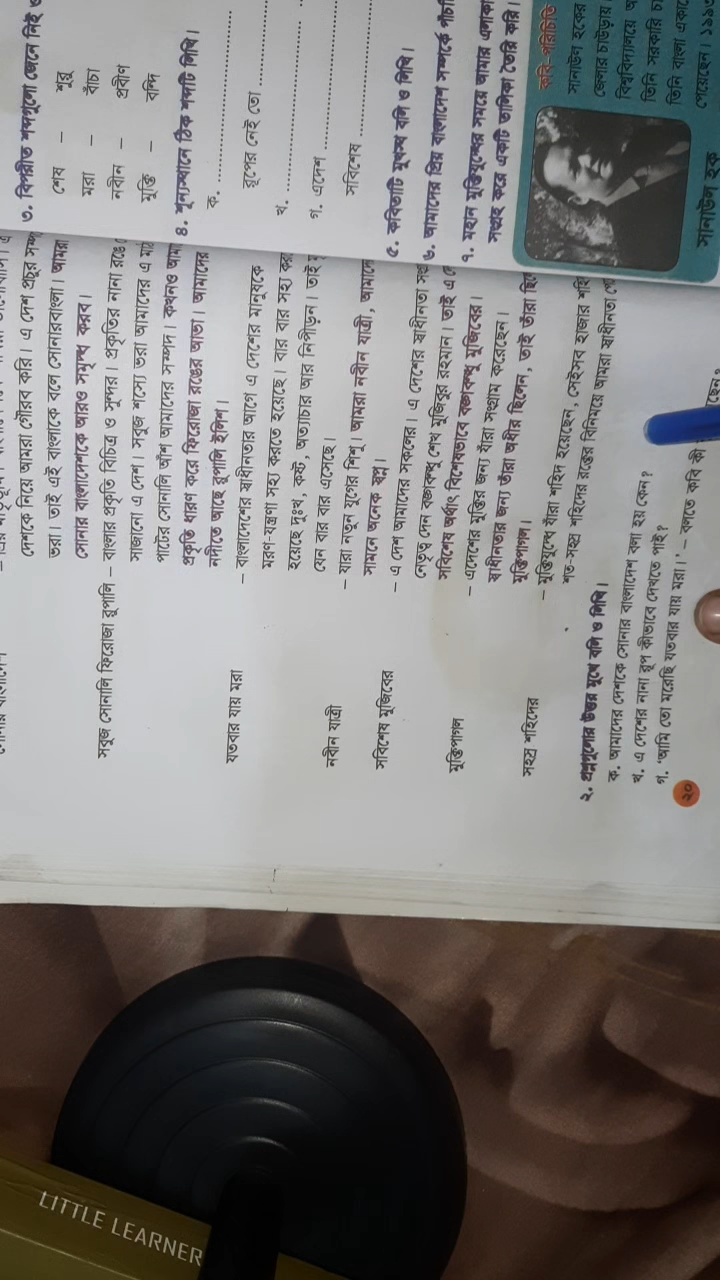 দেশকে নিয়ে আমরা গৌরব করি। এ দেশ প্রচুর
ভরা। তাই এই বাংলাকে বলে সোনারবাংলা। আমরা
সোনার বাংলাদেশকে আরও সমৃদ্ধ করব।
সবুজ সোনালি ফিরোজা রুপালি – বাংলার প্রকৃতি বিচিত্র ও সুন্দর। প্রকৃতির নানা রঙে
সাজানো এ দেশ। সবুজ শস্যে ভরা আমাদের এ মাঠ
পাটের সোনালি আঁশ আমাদের সম্পদ। কখনও আম
প্রকৃতি ধারণ করে ফিরোজা রঙের আভা। আমাদের
নদীতে আছে রুপালি ইলিশ।
যতবার যায় মরা – বাংলাদেশের স্বাধীনতার আগে এ দেশের মানুষকে
মরণ-যন্ত্রণা সহ্য করতে হয়েছে। বার বার সহ্য কর
হয়েছে দুঃখ, কষ্ট, অত্যাচার আর নিপীড়ন। তাই
যেন বার বার এসেছে।
নবীন যাত্রী – যারা নতুন যুগের শিশু। আমরা নবীন যাত্রী, আমাদে
সামনে অনেক স্বপ্ন।
সবিশেষ মুজিবের – এ দেশ আমাদের সকলের। এ দেশের স্বাধীনতা
নেতৃত্ব দেন বঙ্গবন্ধু শেখ মুজিবুর রহমান। তাই এ দে
সবিশেষ অর্থাৎ বিশেষভাবে বঙ্গবন্ধু মুজিবের।
মুক্তিপাগল – এদেশের মুক্তির জন্য যাঁরা সংগ্রাম করেছেন।
স্বাধীনতার জন্য তাঁরা অধীর ছিলেন, তাই তাঁরা ছি
মুক্তিপাগল।
সহস্র শহিদের – মুক্তিযুদ্ধে যাঁরা শহিদ হয়েছেন, সেইসব হাজার শহি
শত-সহস্র শহিদের রক্তের বিনিময়ে আমরা স্বাধীনতা পে
২. প্রশ্নগুলোর উত্তর মুখে বলি ও লিখি।
ক. আমাদের দেশকে সোনার বাংলাদেশ বলা হয় কেন?
খ. এ দেশের নানা রূপ কীভাবে দেখতে পাই?
গ. ‘আমি তো মরেছি যতবার যায় মরা।’ – বলতে কবি কী
২০
৩. বিপরীত শব্দগুলো জেনে নিই ও
শেষ – শুরু
মরা – বাঁচা
নবীন – প্রবীণ
মুক্তি – বন্দি
৪. শূন্যস্থানে ঠিক শব্দটি লিখি।
ক. ........................
রূপের নেই তো ........................
খ. ........................
গ. এদেশ ........................
সবিশেষ ........................
৫. কবিতাটি মুখস্থ বলি ও লিখি।
৬. আমাদের প্রিয় বাংলাদেশ সম্পর্কে
৭. মহান মুক্তিযুদ্ধের সময়ে আমার এলাকা
সংগ্রহ করে একটি তালিকা তৈরি করি।
কবি-পরিচিতি
সানাউল হকের
জেলার চাউড়ায়
বিশ্ববিদ্যালয়ে
তিনি সরকারি
তিনি বাংলা একাডে
পেয়েছেন। ১৯৯৩
সানাউল হক
LITTLE LEARNER